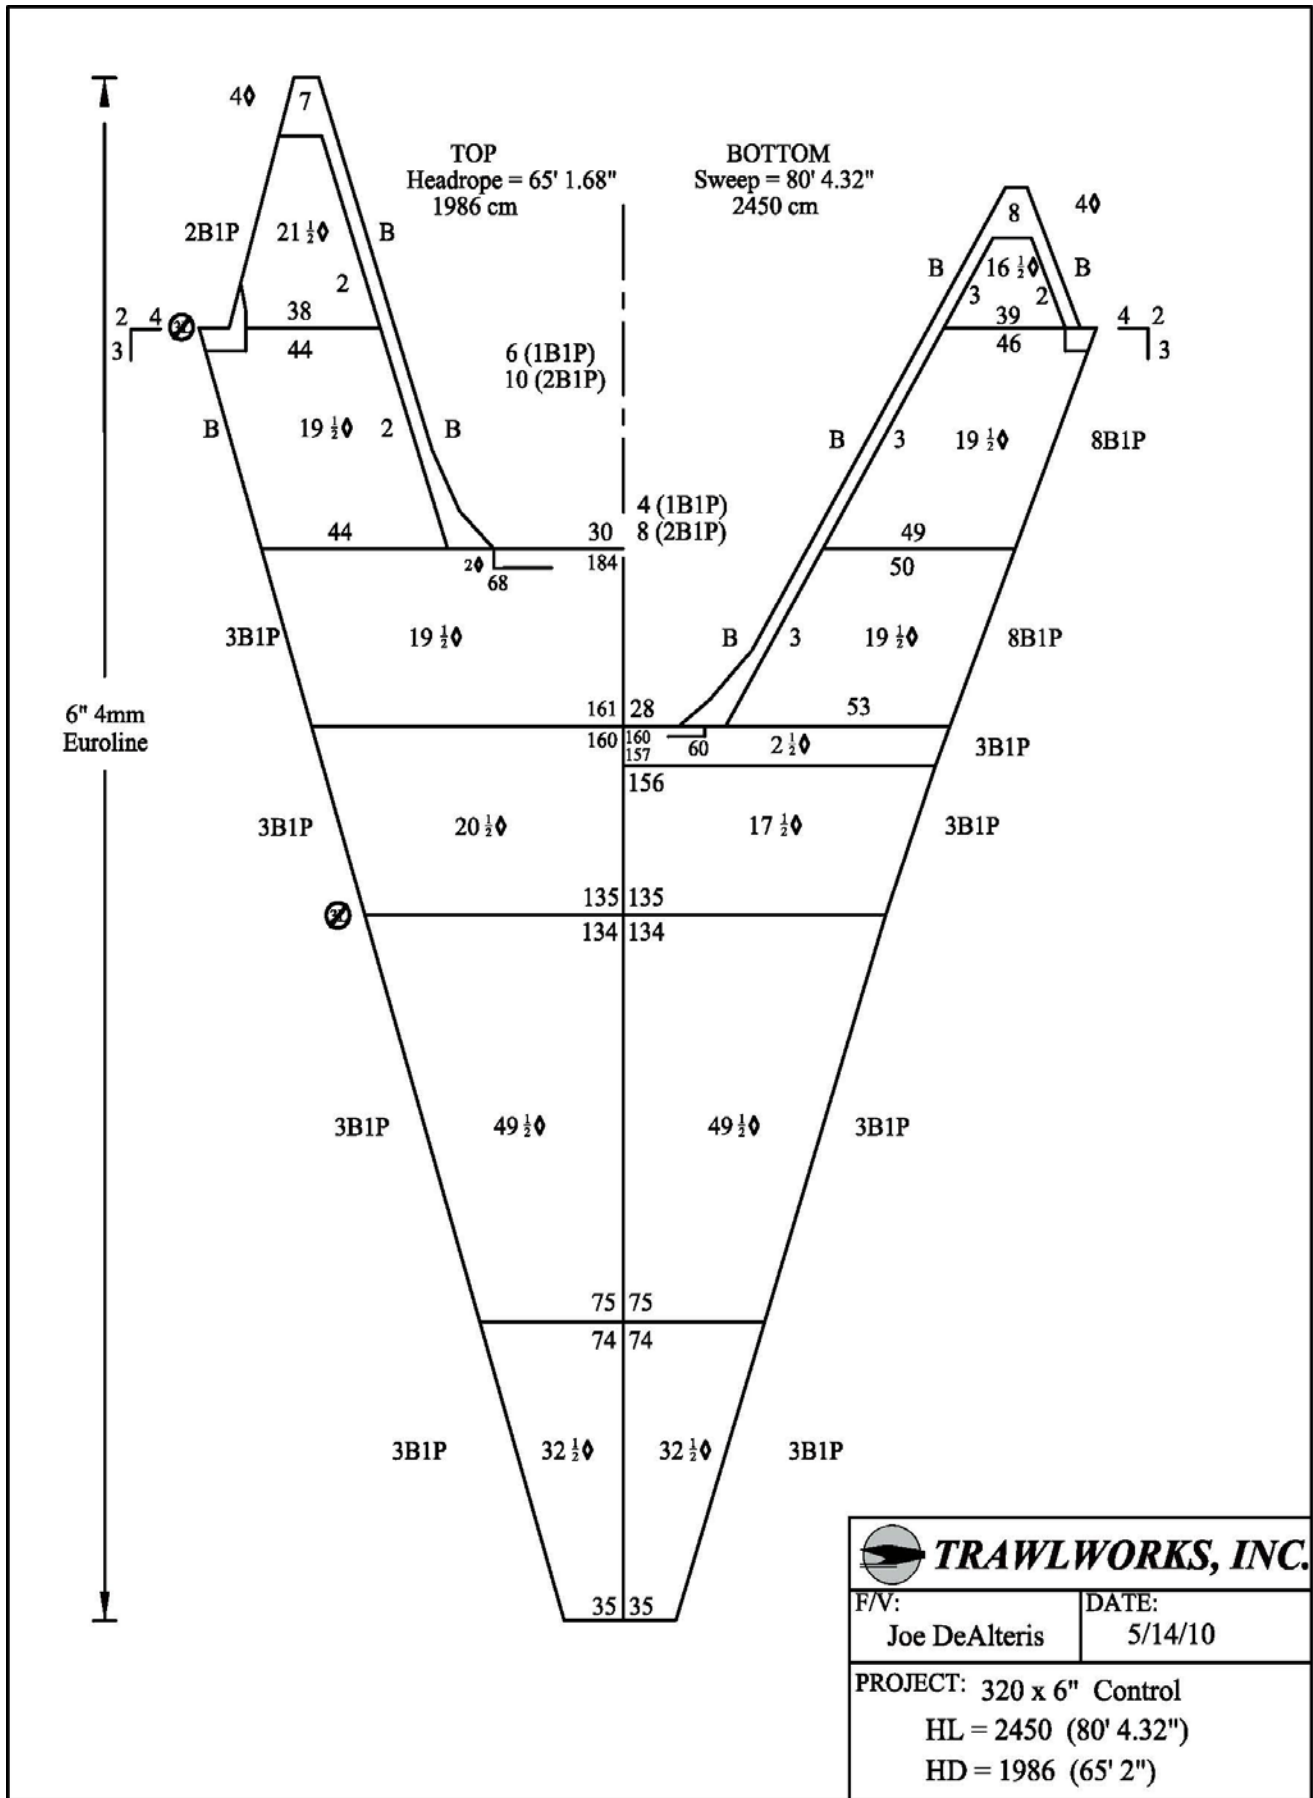 4◊
7
TOP
Headrope = 65' 1.68"
1986 cm
BOTTOM
Sweep = 80' 4.32"
2450 cm
8
4◊
2B1P
21 ½◊
B
2
B
16 ½◊
B
3
2
2 4
3
38
44
39
46
4 2
3
6 (1B1P)
10 (2B1P)
B
19 ½◊
2
B
B
3
19 ½◊
8B1P
4 (1B1P)
8 (2B1P)
44
30
49
2◊
68
184
50
3B1P
19 ½◊
B
3
19 ½◊
8B1P
6" 4mm
Euroline
161
28
53
160
160
157
60
2 ½◊
3B1P
156
3B1P
20 ½◊
17 ½◊
3B1P
135
135
134
134
3B1P
49 ½◊
49 ½◊
3B1P
75
75
74
74
3B1P
32 ½◊
32 ½◊
3B1P
35
35
TRAWLWORKS, INC.
F/V:
Joe DeAlteris
DATE:
5/14/10
PROJECT: 320 x 6" Control
HL = 2450 (80' 4.32")
HD = 1986 (65' 2")